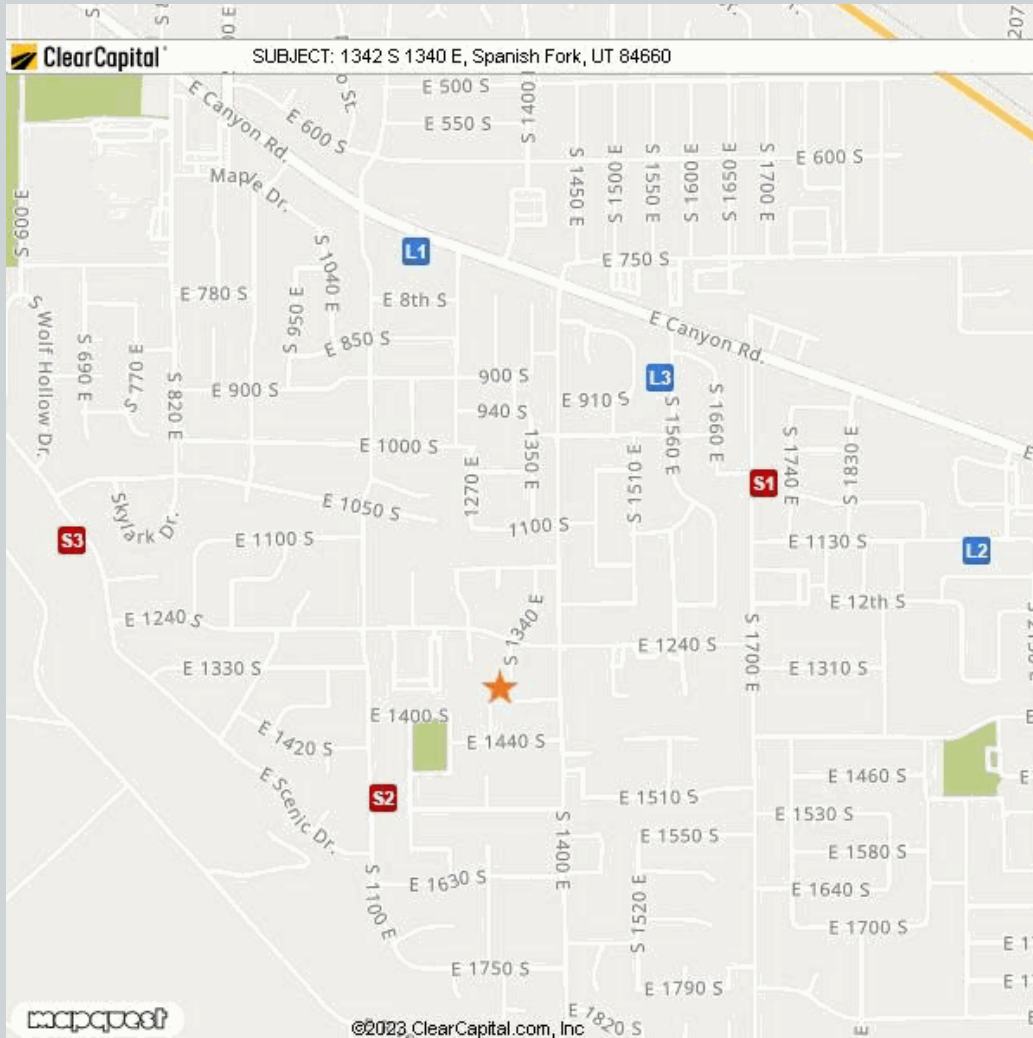 207
ClearCapital
SUBJECT: 1342 S 1340 E, Spanish Fork, UT 84660
E Canyon Rd.
E 500 S
S 1400
o St.
E 600 S
E 550 S
S 1450 E
S 1500 E
S 1551 E
S 1600 E
S 1650 E
S 1700 E
E 600 S
Maple Dr.
S 600 E
S 1040 E
L1
E 750 S
E 780 S
E 8th S
S 950 E
E 850 S
E Canyon Rd.
S Wolf Hollow Dr.
S 690 E
S 770 E
S 820 E
E 900 S
900 S
L3
940 S
E 910 S
S 1560 E
S 1660 E
E 1000 S
1350 E
S 1740 E
S 1830 E
1270 E
S 1510 E
S1
Skylark Dr.
E 1050 S
1100 S
S3
E 1100 S
E 1130 S
L2
E 12th S
E 1240 S
S 1340 E
E 1240 S
S 1700 E
E 1330 S
E 1310 S
E 1400 S
E 1420 S
E 1440 S
E Scenic Dr.
E 1460 S
S2
E 1510 S
E 1530 S
S 1400 E
E 1550 S
E 1580 S
S 1100 E
E 1630 S
S 1520 E
E 1640 S
E 1700 S
E 1750 S
E 1790 S
E 1820 S
mapquest
©2023 ClearCapital.com, Inc